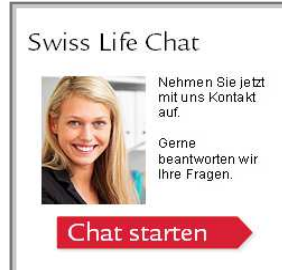 Swiss Life Chat
Nehmen Sie jetzt
mit uns Kontakt
auf.
Gerne
beantworten wir
Ihre Fragen.
Chat starten